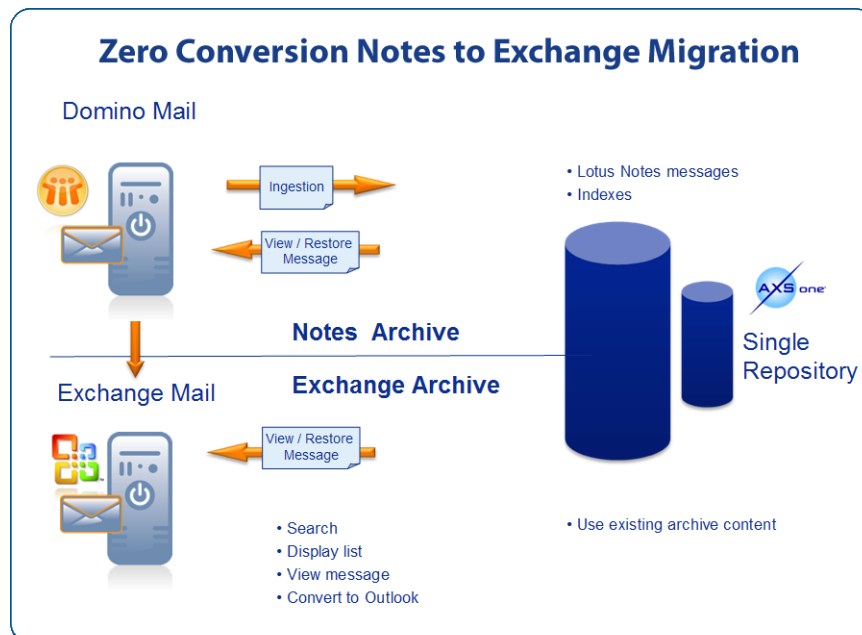 Zero Conversion Notes to Exchange Migration
Domino Mail
Ingestion
View / Restore
Message
• Lotus Notes messages
• Indexes
AXS one
Single
Repository
Notes Archive
Exchange Archive
Exchange Mail
View / Restore
Message
• Search
• Display list
• View message
• Convert to Outlook
• Use existing archive content